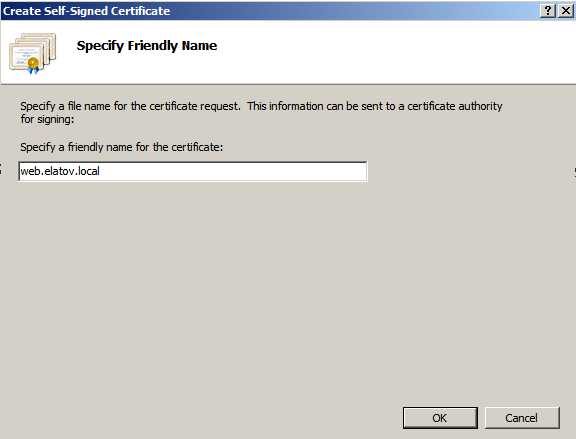 Create Self-Signed Certificate
Specify Friendly Name
Specify a file name for the certificate request.  This information can be sent to a certificate authority
for signing:
Specify a friendly name for the certificate:
web.elatov.local
OK
Cancel